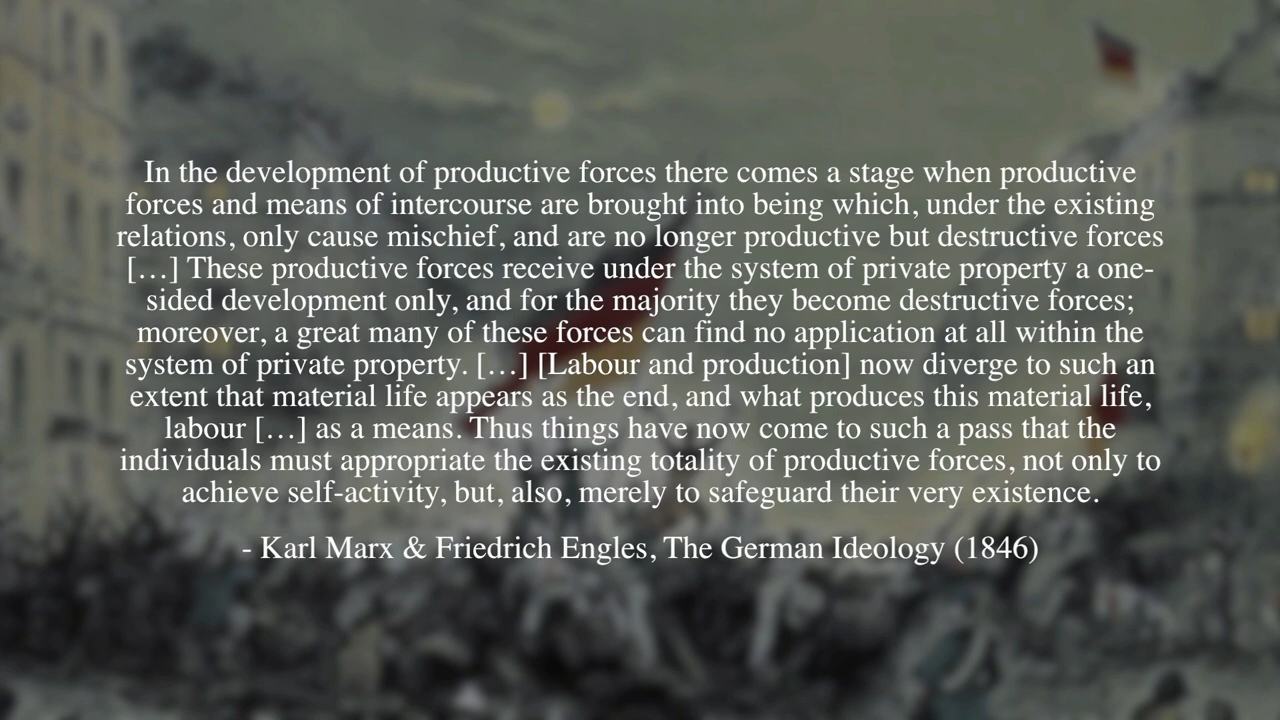 In the development of productive forces there comes a stage when productive
forces and means of intercourse are brought into being which, under the existing
relations, only cause mischief, and are no longer productive but destructive forces
[…] These productive forces receive under the system of private property a one-
sided development only, and for the majority they become destructive forces;
moreover, a great many of these forces can find no application at all within the
system of private property. […] [Labour and production] now diverge to such an
extent that material life appears as the end, and what produces this material life,
labour […] as a means. Thus things have now come to such a pass that the
individuals must appropriate the existing totality of productive forces, not only to
achieve self-activity, but, also, merely to safeguard their very existence.
- Karl Marx & Friedrich Engles, The German Ideology (1846)